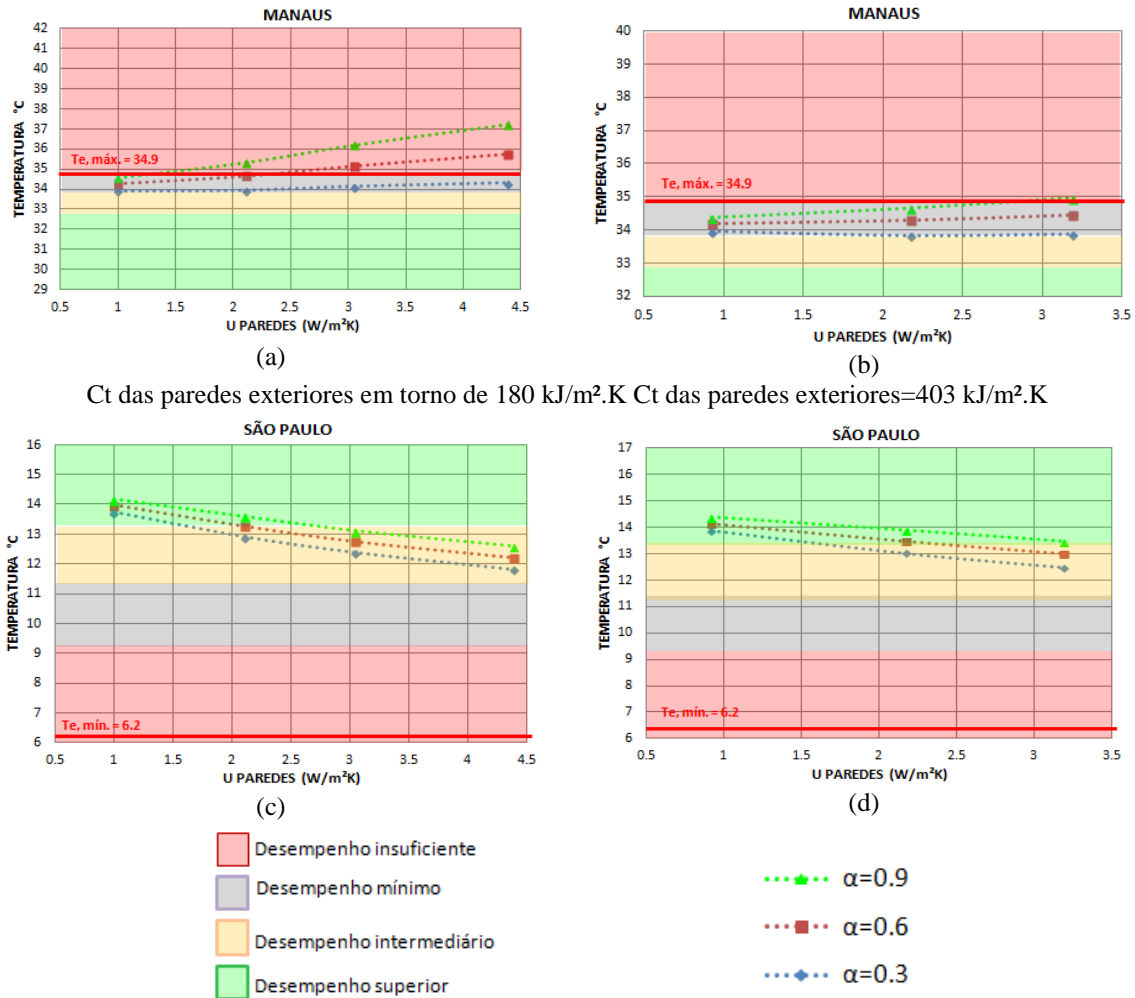 MANAUS
TEMPERATURA °C
42
41
40
39
38
37
36
35
34
33
32
31
30
29
Te, máx. = 34.9
0.5 1 1.5 2 2.5 3 3.5 4 4.5
U PAREDES (W/m²K)
(a)
MANAUS
TEMPERATURA °C
40
39
38
37
36
35
34
33
32
Te, máx. = 34.9
0.5 1 1.5 2 2.5 3 3.5
U PAREDES (W/m²K)
(b)
Ct das paredes exteriores em torno de 180 kJ/m².K Ct das paredes exteriores=403 kJ/m².K
SÃO PAULO
TEMPERATURA °C
16
15
14
13
12
11
10
9
8
7
6
Te, mín. = 6.2
0.5 1 1.5 2 2.5 3 3.5 4 4.5
U PAREDES (W/m²K)
(c)
SÃO PAULO
TEMPERATURA °C
17
16
15
14
13
12
11
10
9
8
7
6
Te, mín. = 6.2
0.5 1 1.5 2 2.5 3 3.5
U PAREDES (W/m²K)
(d)
Desempenho insuficiente
Desempenho mínimo
Desempenho intermediário
Desempenho superior
α=0.9
α=0.6
α=0.3